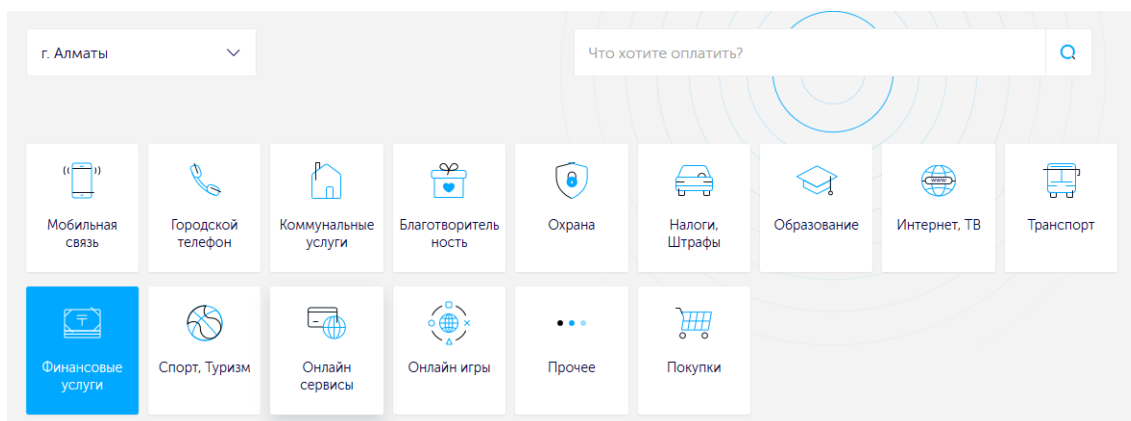 г. Алматы
Что хотите оплатить?
Мобильная
связь
Городской
телефон
Коммунальные
услуги
Благотворитель
ность
Охрана
Налоги,
Штрафы
Образование
www
Интернет, ТВ
Транспорт
₸
Финансовые
услуги
Спорт, Туризм
Онлайн
сервисы
Онлайн игры
Прочее
Покупки